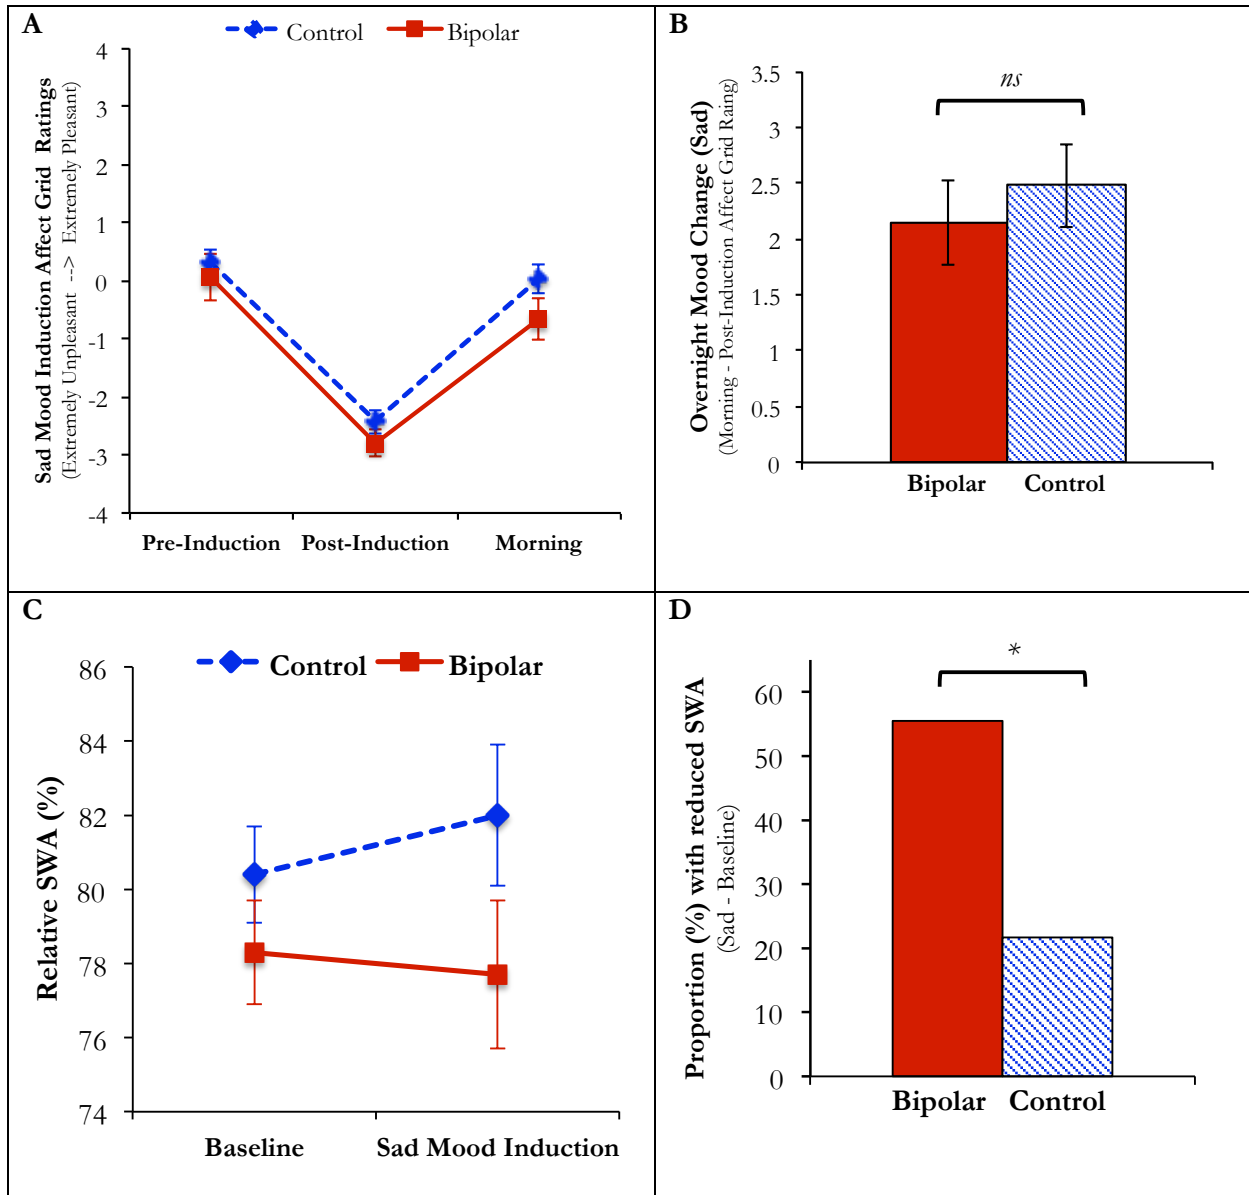 A
Control
Bipolar
Sad Mood Induction Affect Grid Ratings
(Extremely Unpleasant --> Extremely Pleasant)
4
3
2
1
0
-1
-2
-3
-4
Pre-Induction
Post-Induction
Morning
B
ns
Overnight Mood Change (Sad)
(Morning - Post-Induction Affect Grid Raing)
3.5
3
2.5
2
1.5
1
0.5
0
Bipolar
Control
C
Control
Bipolar
Relative SWA (%)
86
84
82
80
78
76
74
Baseline
Sad Mood Induction
D
*
Proportion (%) with reduced SWA
(Sad - Baseline)
60
50
40
30
20
10
0
Bipolar
Control